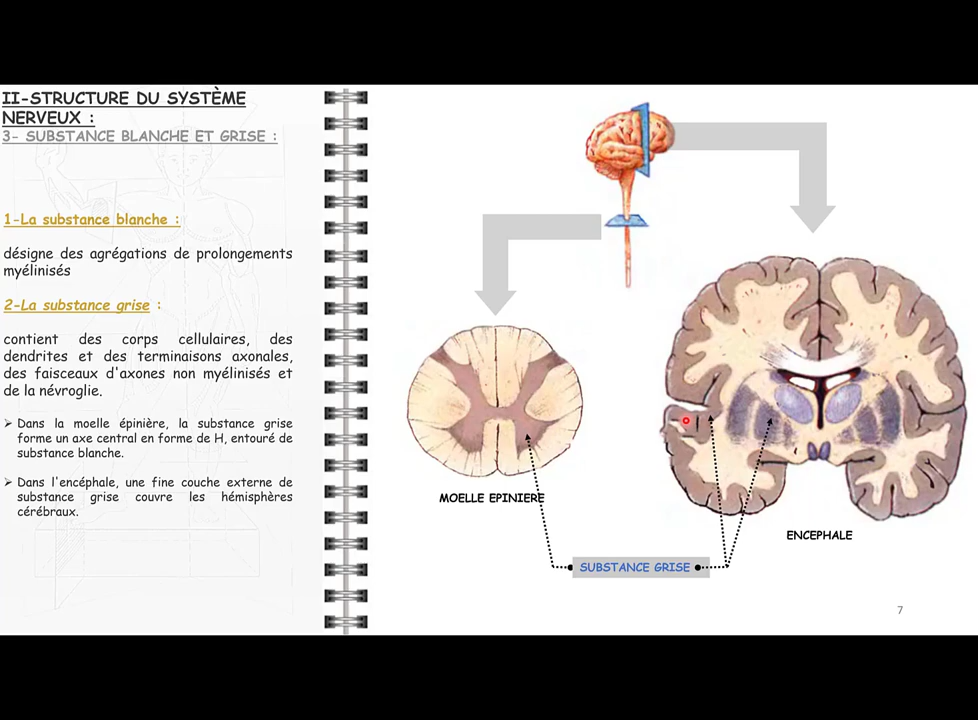 II-STRUCTURE DU SYSTÈME
NERVEUX :
3- SUBSTANCE BLANCHE ET GRISE :
1-La substance blanche :
désigne des agrégations de prolongements
myélinisés
2-La substance grise :
contient des corps cellulaires, des
dendrites et des terminaisons axonales,
des faisceaux d'axones non myélinisés et
de la névroglie.
➢ Dans la moelle épinière, la substance grise
forme un axe central en forme de H, entouré de
substance blanche.
➢ Dans l'encéphale, une fine couche externe de
substance grise couvre les hémisphères
cérébraux.
MOELLE EPINIERE
ENCEPHALE
SUBSTANCE GRISE
7